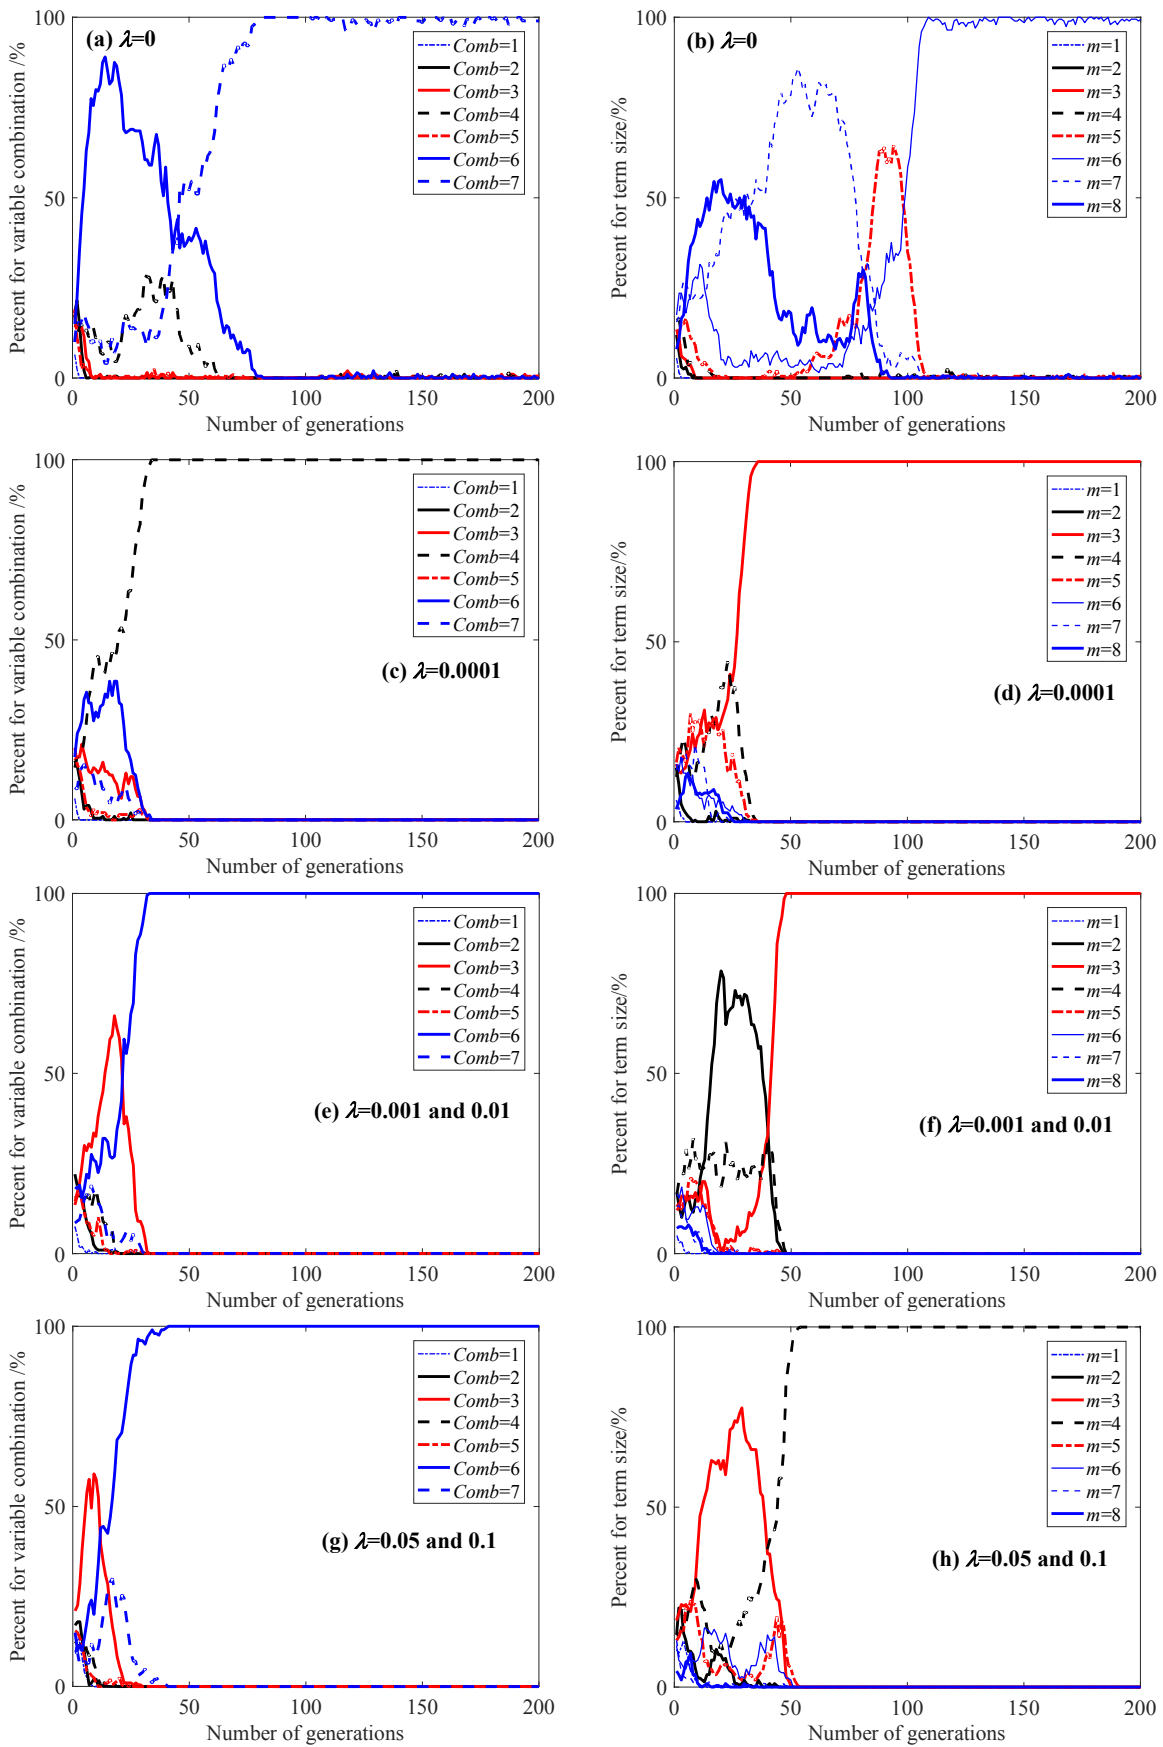 (a) λ=0
Percent for variable combination /%
100
50
0
Comb=1
Comb=2
Comb=3
Comb=4
Comb=5
Comb=6
Comb=7
0 50 100 150 200
Number of generations
(b) λ=0
Percent for term size/%
100
50
0
m=1
m=2
m=3
m=4
m=5
m=6
m=7
m=8
0 50 100 150 200
Number of generations
Percent for variable combination /%
100
50
0
Comb=1
Comb=2
Comb=3
Comb=4
Comb=5
Comb=6
Comb=7
(c) λ=0.0001
0 50 100 150 200
Number of generations
Percent for term size/%
100
50
0
m=1
m=2
m=3
m=4
m=5
m=6
m=7
m=8
(d) λ=0.0001
0 50 100 150 200
Number of generations
Percent for variable combination /%
100
50
0
Comb=1
Comb=2
Comb=3
Comb=4
Comb=5
Comb=6
Comb=7
(e) λ=0.001 and 0.01
0 50 100 150 200
Number of generations
Percent for term size/%
100
50
0
m=1
m=2
m=3
m=4
m=5
m=6
m=7
m=8
(f) λ=0.001 and 0.01
0 50 100 150 200
Number of generations
Percent for variable combination /%
100
50
0
Comb=1
Comb=2
Comb=3
Comb=4
Comb=5
Comb=6
Comb=7
(g) λ=0.05 and 0.1
0 50 100 150 200
Number of generations
Percent for term size/%
100
50
0
m=1
m=2
m=3
m=4
m=5
m=6
m=7
m=8
(h) λ=0.05 and 0.1
0 50 100 150 200
Number of generations